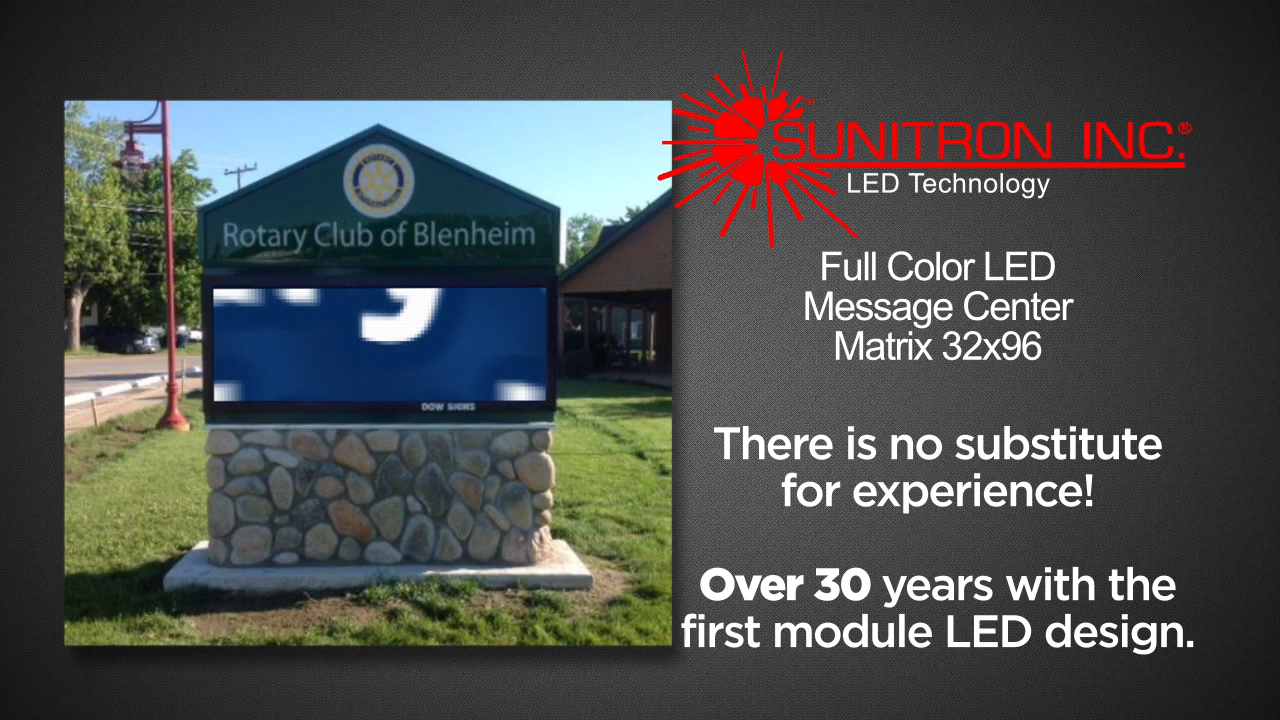 SUNITRON INC.®
LED Technology
Rotary Club of Blenheim
DOW SIGNS
Full Color LED
Message Center
Matrix 32x96
There is no substitute
for experience!
Over 30 years with the
first module LED design.